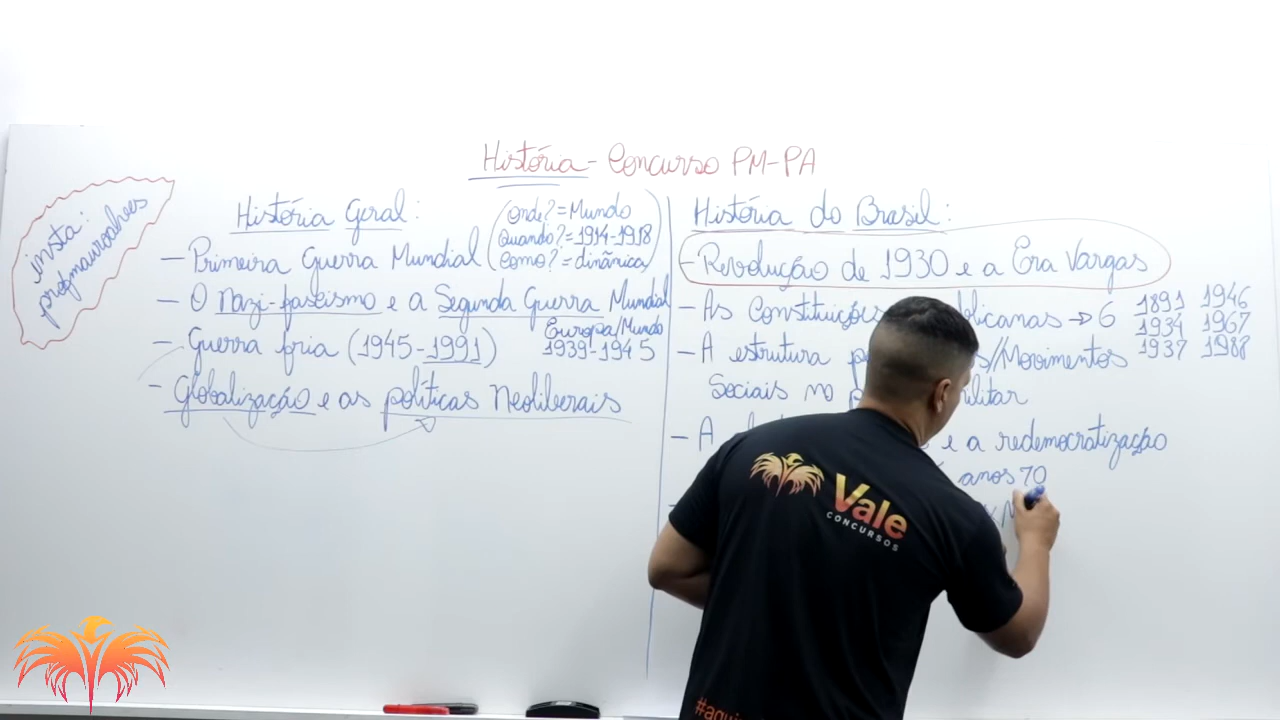 História - Concurso PM-PA
insta:
profmauroalves
História Geral:
(Onde? = Mundo
Quando? = 1914-1918
Como? = dinâmica)
- Primeira Guerra Mundial
- O Nazi-fascismo e a Segunda Guerra Mundial
Europa/Mundo
1939-1945
- Guerra fria (1945-1991)
- Globalização e as políticas Neoliberais
História do Brasil:
- Revolução de 1930 e a Era Vargas
- As Constituições → 6
1891 1946
1934 1967
1937 1988
- A estrutura /Movimentos
Sociais no militar
- A e a redemocratização
anos 70
Vale
CONCURSOS